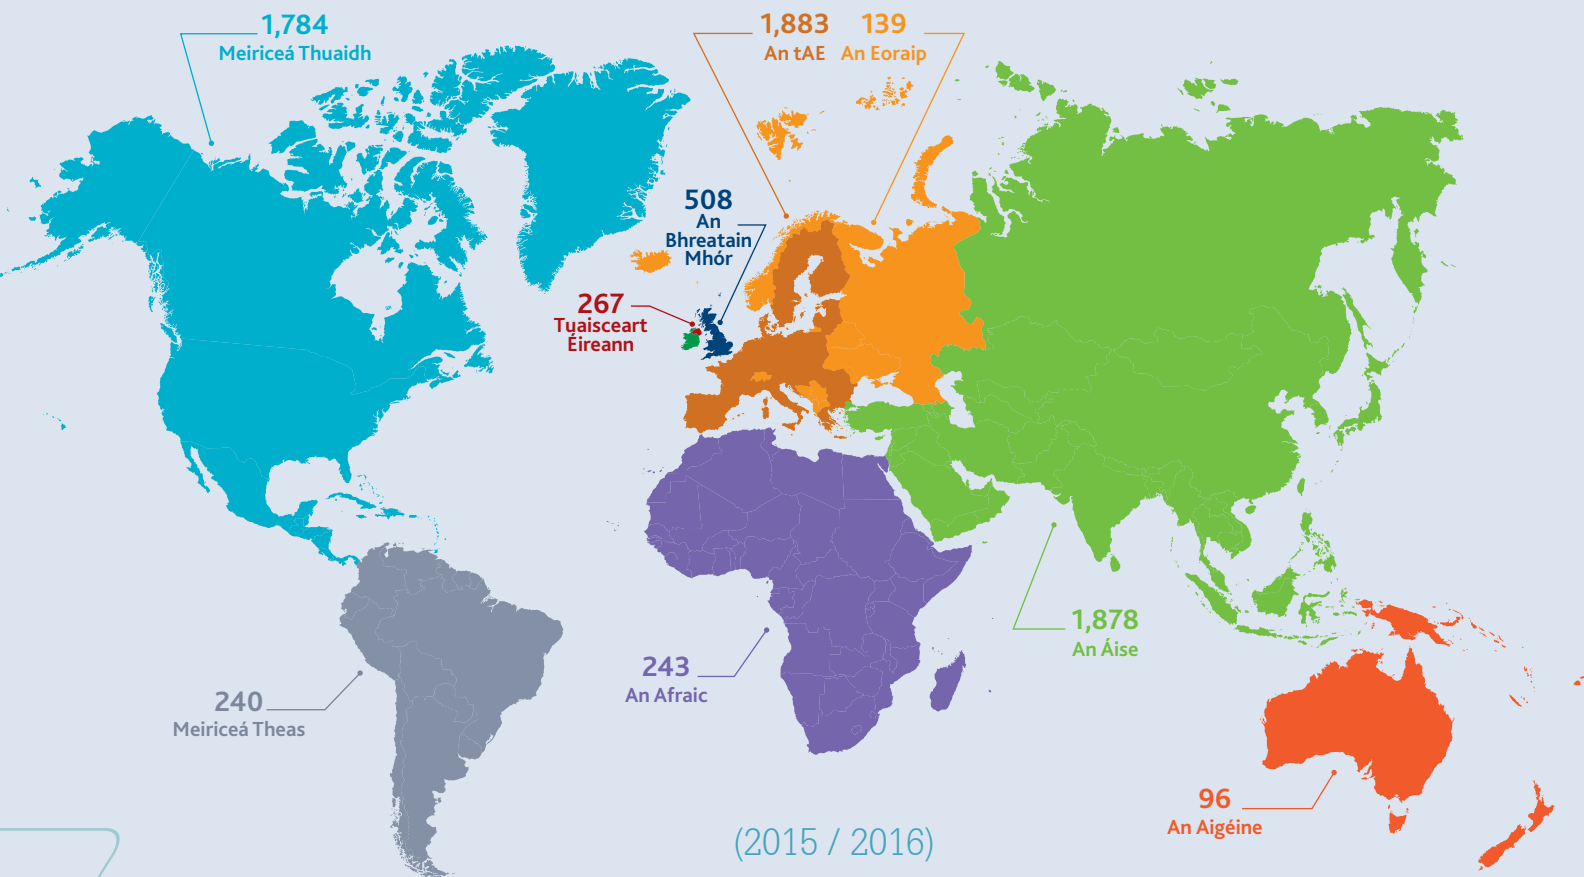 1,784
Meiriceá Thuaidh
1,883
An tAE
139
An Eoraip
508
An
Bhreatain
Mhór
267
Tuaisceart
Éireann
1,878
An Áise
243
An Afraic
240
Meiriceá Theas
96
An Aigéine
(2015 / 2016)